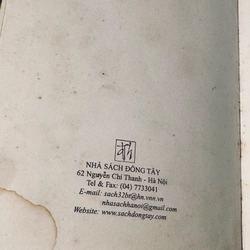 NHÀ SÁCH ĐÔNG TÂY
62 Nguyễn Chí Thanh - Hà Nội
Tel & Fax: (04) 7733041
E-mail: sach32bt@hn.vnn.vn
nhasachhanoi@gmail.com
Website: www.sachdongtay.com